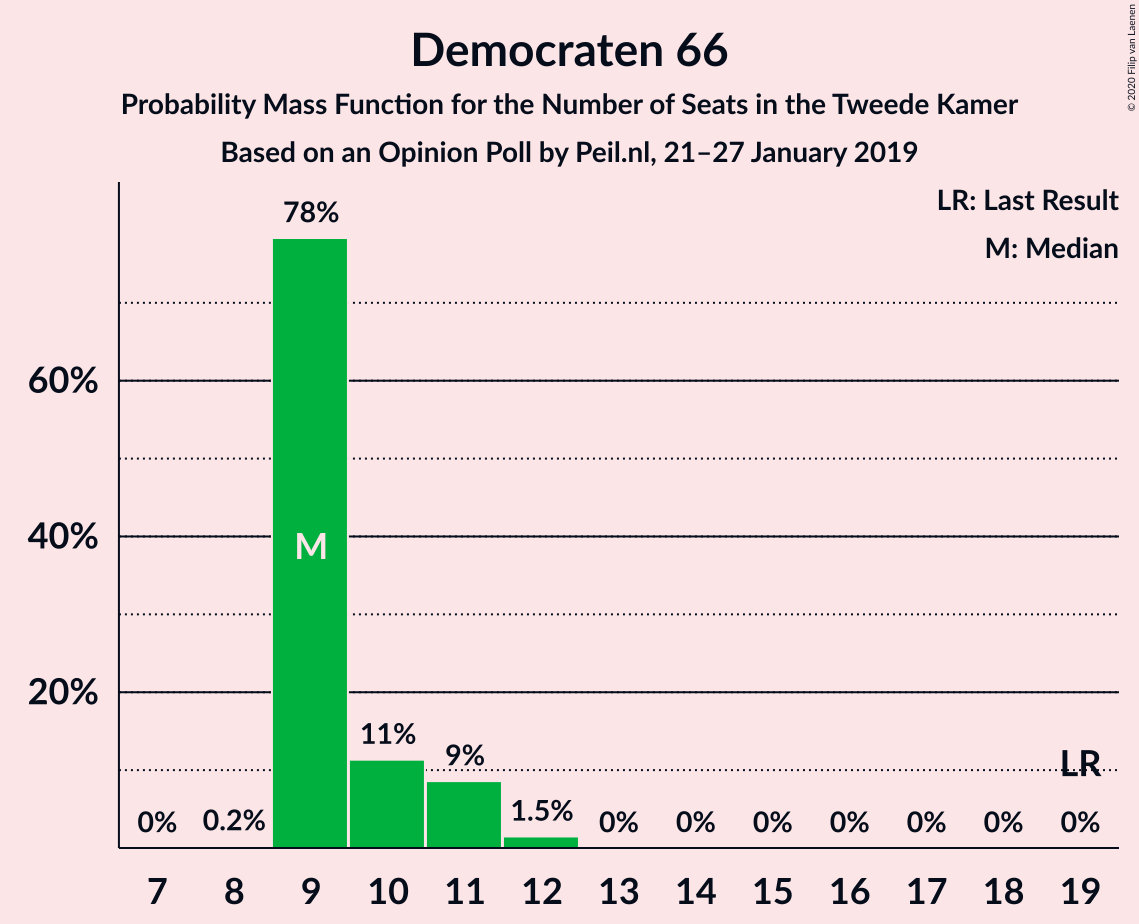 Democraten 66
Probability Mass Function for the Number of Seats in the Tweede Kamer
Based on an Opinion Poll by Peil.nl, 21–27 January 2019
© 2020 Filip van Laenen
LR: Last Result
M: Median
78%
60%
40%
20%
M
11%
9%
LR
0%
0.2%
1.5%
0%
0%
0%
0%
0%
0%
0%
7 8 9 10 11 12 13 14 15 16 17 18 19